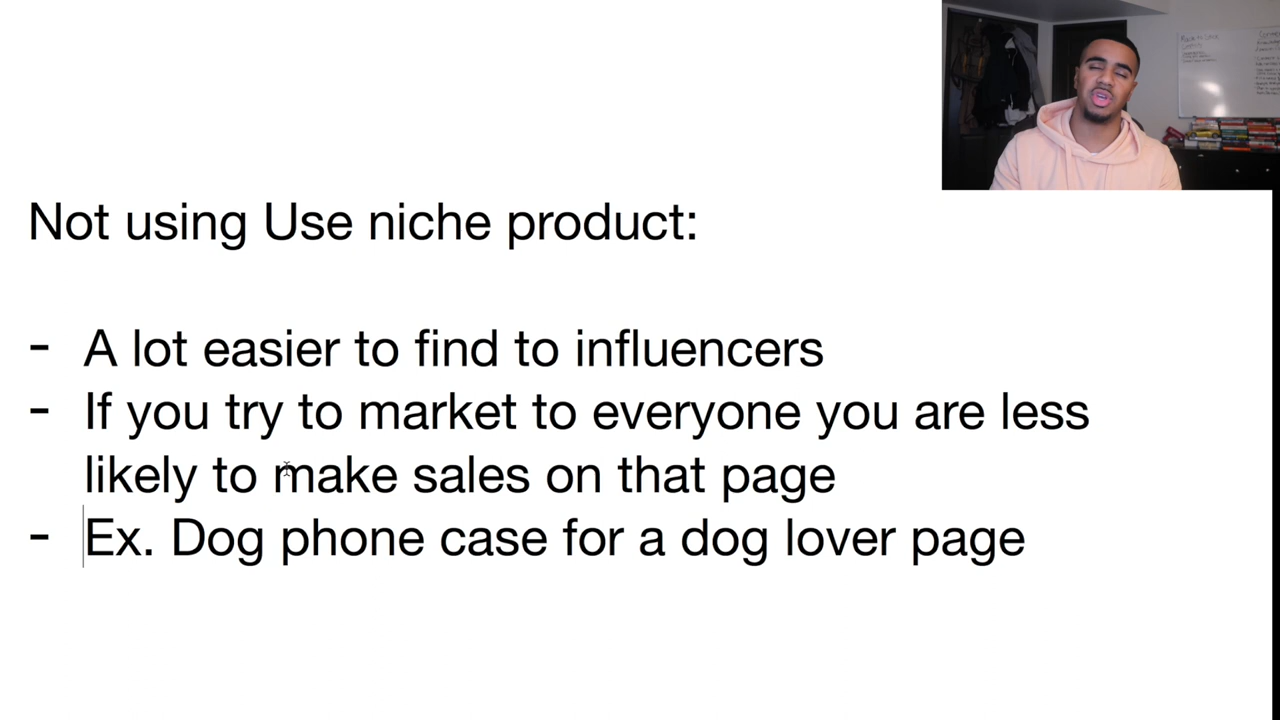 Not using Use niche product:
- A lot easier to find to influencers
- If you try to market to everyone you are less
likely to make sales on that page
- Ex. Dog phone case for a dog lover page